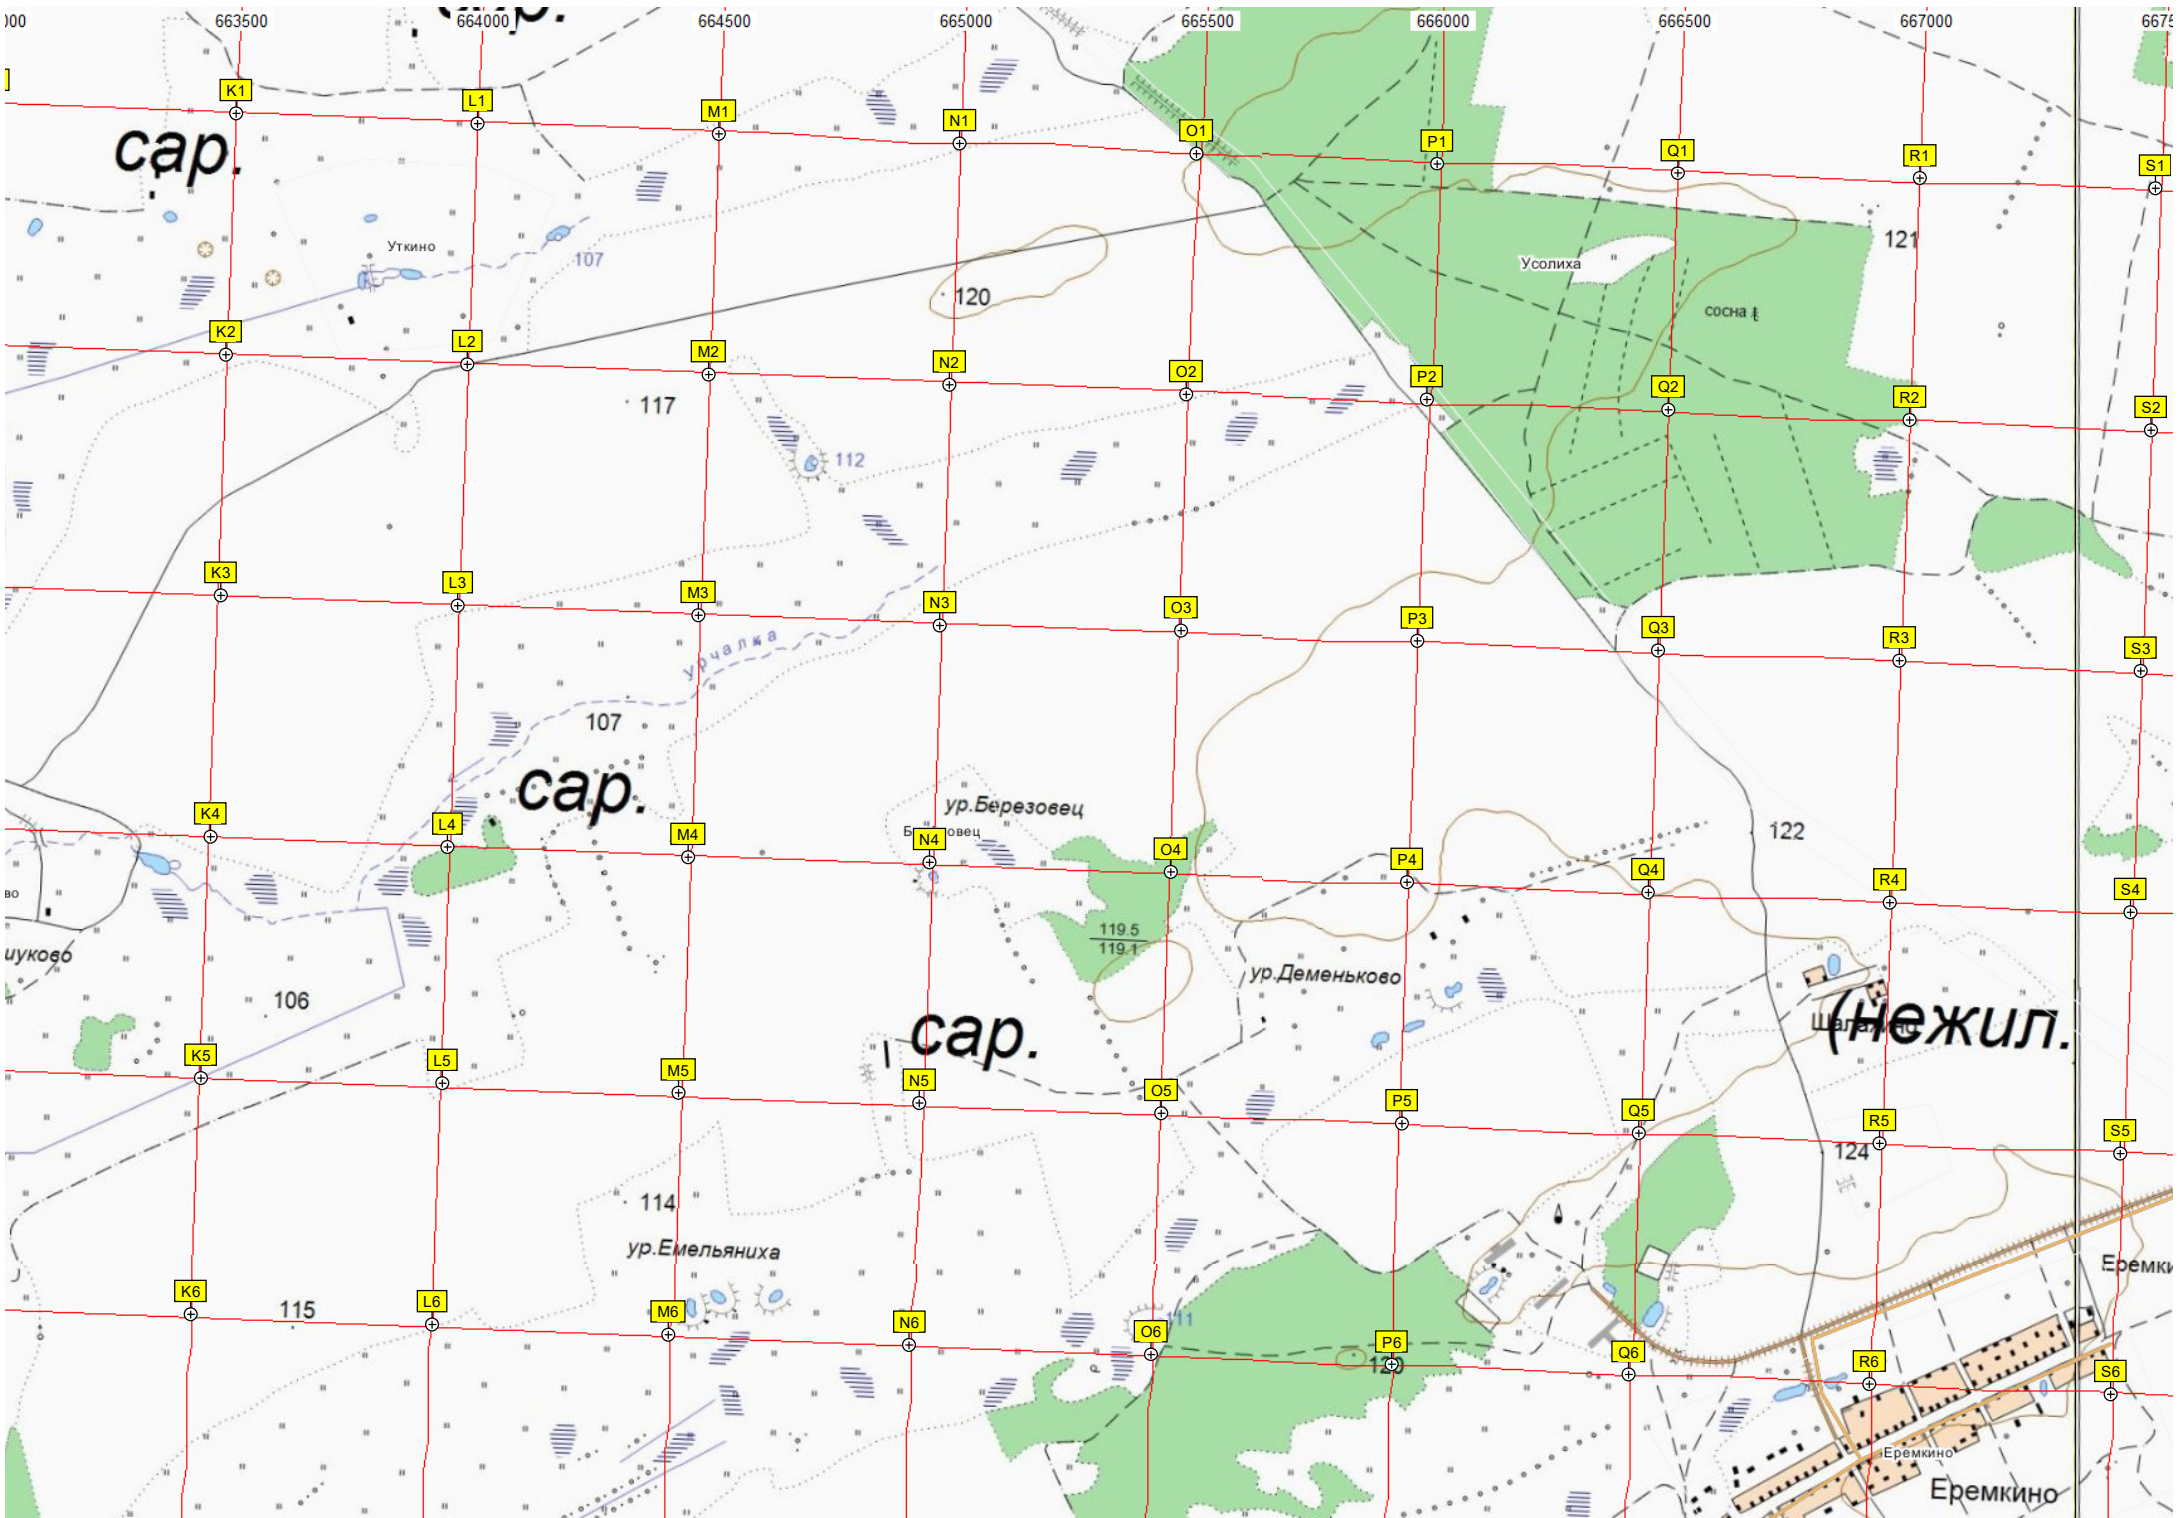 663500 664000 664500 665000 665500 666000 666500 667000
K1 L1 M1 N1 O1 P1 Q1 R1 S1
сар.
Уткино
107
120
121
Усолиха
сосна
K2 L2 M2 N2 O2 P2 Q2 R2 S2
117
112
K3 L3 M3 N3 O3 P3 Q3 R3 S3
Урчалка
107
сар.
ур.Березовец
122
K4 L4 M4 N4 O4 P4 Q4 R4 S4
119.5
119.1
ур.Деменьково
106
сар.
(нежил.
K5 L5 M5 N5 O5 P5 Q5 R5 S5
124
114
ур.Емельяниха
115
111
K6 L6 M6 N6 O6 P6 Q6 R6 S6
Еремкино
Еремкино